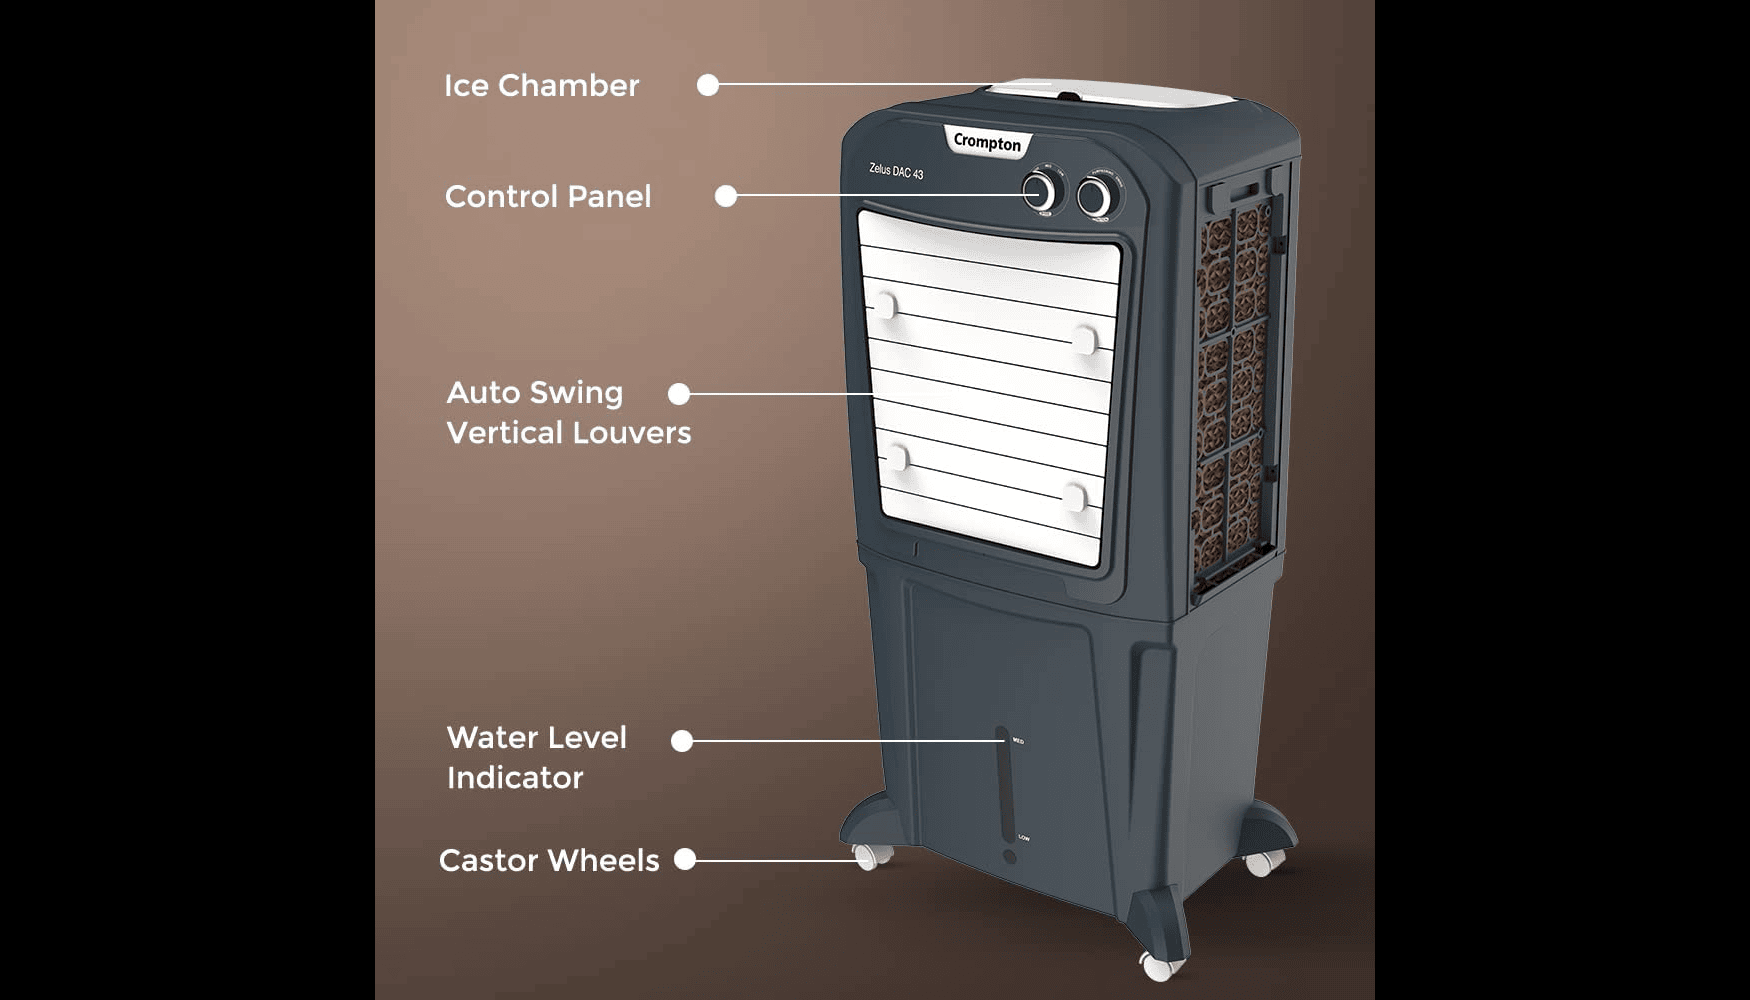 Ice Chamber
Crompton
Zelus DAC 43
Control Panel
Auto Swing
Vertical Louvers
Water Level
Indicator
MED
LOW
Castor Wheels